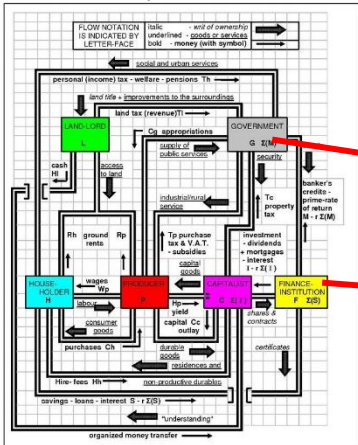 FLOW NOTATION
IS INDICATED BY
LETTER-FACE
italic - writ of ownership
underlined - goods or services
bold - money (with symbol)
social and urban services
personal (income) tax - welfare - pensions Th
land title + improvements to the surroundings
land tax (revenue)Tl
LAND-LORD
L
GOVERNMENT
G Σ(M)
Cg appropriations
cash
Hl
access
to land
supply of
public services
security
industrial/rural
service
Tc
property
tax
banker's
credits -
prime-rate
of return
M - r Σ(M)
Rh ground Rp
rents
Tp purchase
tax & V.A.T.
- subsidies
investment
- dividends
+ mortgages
- interest
I - r Σ( I )
capital
goods
HOUSE-
HOLDER
H
wages
Wp
labour
PRODUCER
P
CAPITALIST
C Σ( I )
FINANCE-
INSTITUTION
F Σ(S)
Hp
yield
shares &
contracts
consumer
goods
capital Cc
outlay
purchases Ch
durable
goods
certificates
residences and
Hire- fees Hh
non-productive durables
savings - loans - interest S - r Σ(S)
"understanding"
organized money transfer